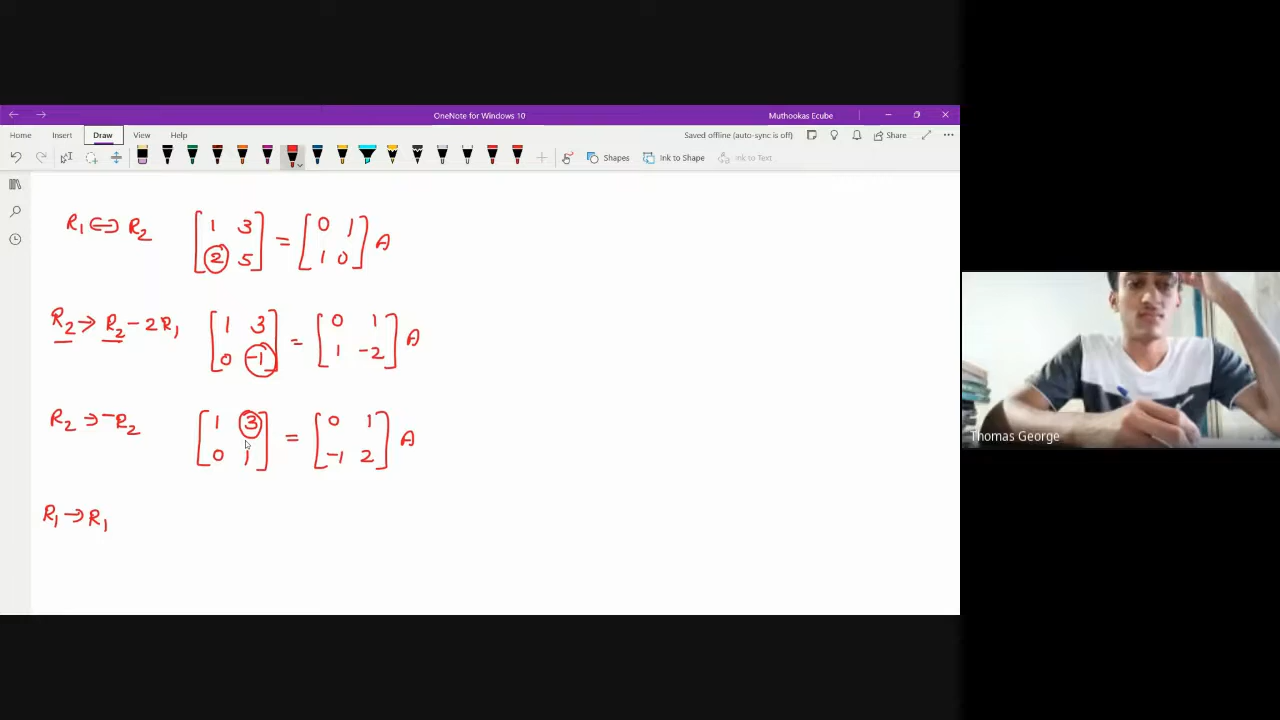 OneNote for Windows 10
Muthookas Ecube
Home Insert Draw View Help
Saved offline (auto-sync is off)
Share
Shapes
Ink to Shape
Ink to Text
R₁ ↔ R₂ [1 3; 2 5] = [0 1; 1 0] A
R₂ → R₂ - 2R₁ [1 3; 0 -1] = [0 1; 1 -2] A
R₂ → -R₂ [1 3; 0 1] = [0 1; -1 2] A
R₁ → R₁
Thomas George